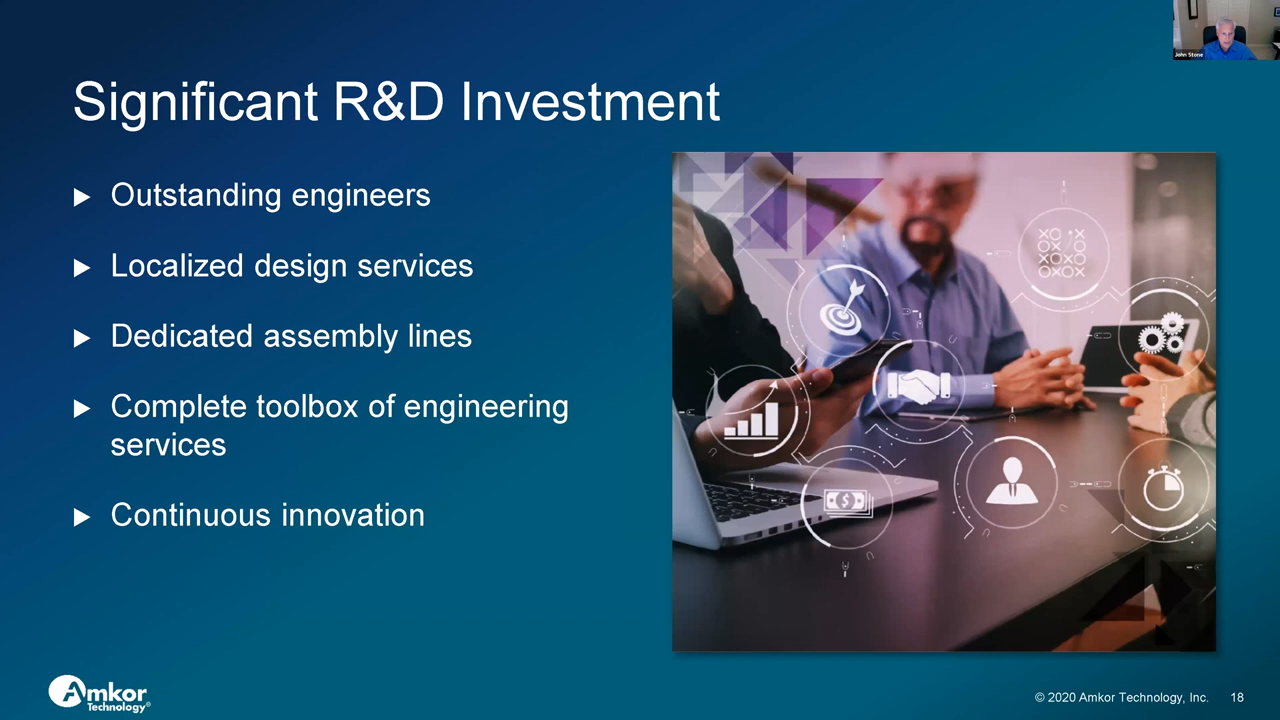 John Stone
Significant R&D Investment
Outstanding engineers
Localized design services
Dedicated assembly lines
Complete toolbox of engineering
services
Continuous innovation
Amkor
Technology®
© 2020 Amkor Technology, Inc.
18